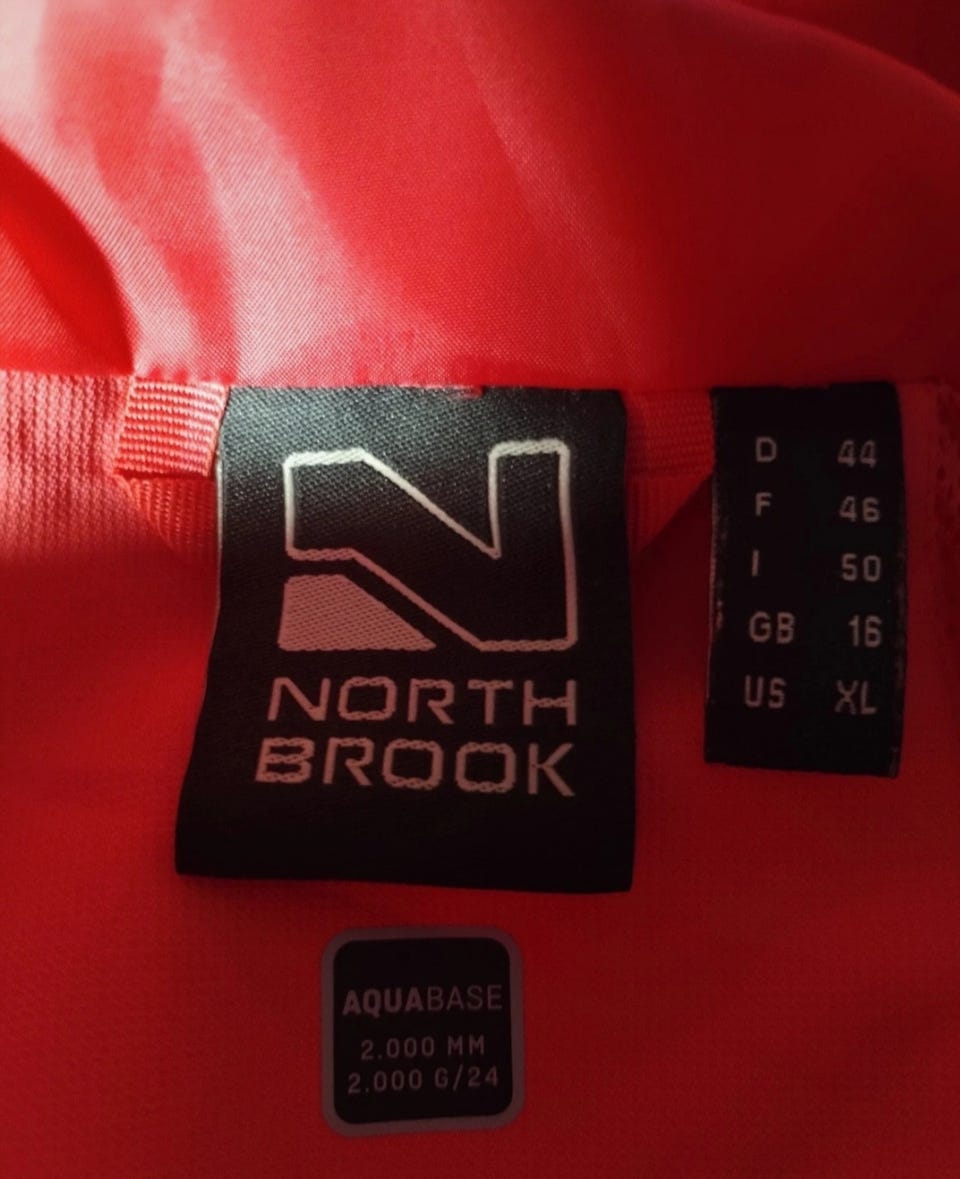 NORTH
BROOK
D 44
F 46
I 50
GB 16
US XL
AQUABASE
2.000 MM
2.000 G/24